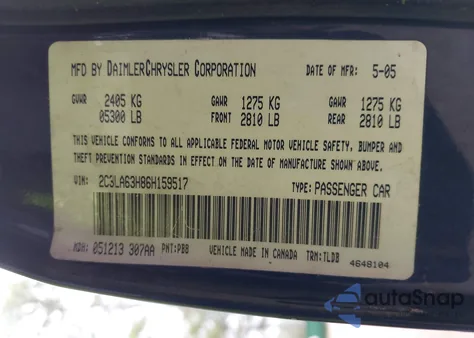 MFD BY DAIMLERCHRYSLER CORPORATION DATE OF MFR: 5-05
GVWR 2405 KG GAWR 1275 KG GAWR 1275 KG
05300 LB FRONT 2810 LB REAR 2810 LB
THIS VEHICLE CONFORMS TO ALL APPLICABLE FEDERAL MOTOR VEHICLE SAFETY, BUMPER AND
THEFT PREVENTION STANDARDS IN EFFECT ON THE DATE OF MANUFACTURE SHOWN ABOVE.
VIN: 2C3LA63H86H159517 TYPE: PASSENGER CAR
MDH: 051213 307AA PNT: PB8 VEHICLE MADE IN CANADA TRM: TLDB
4648104
autoSnap